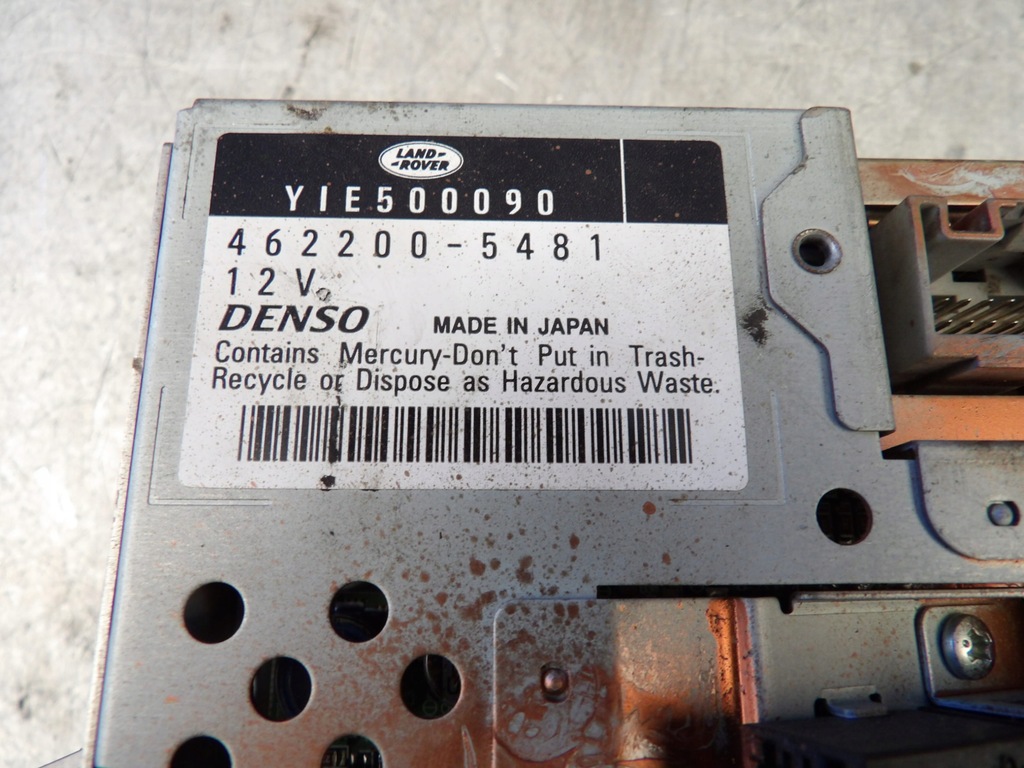 LAND-
-ROVER
YIE500090
462200-5481
12V
DENSO MADE IN JAPAN
Contains Mercury-Don't Put in Trash-
Recycle or Dispose as Hazardous Waste.